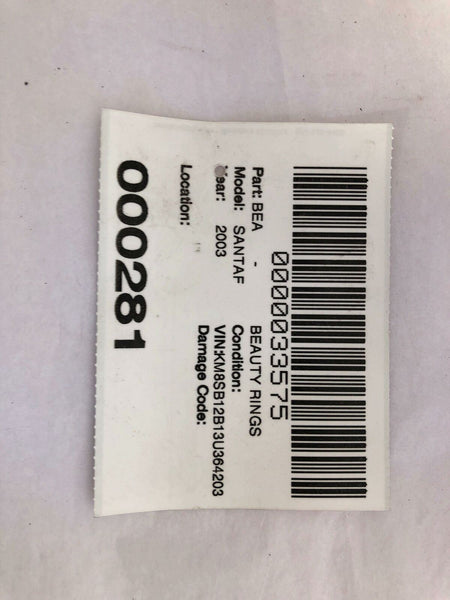 0000033575
Part: BEA - BEAUTY RINGS
Model: SANTAF Condition:
Year: 2003 VIN:KM8SB12B13U364203
Damage Code:
Location:
000281